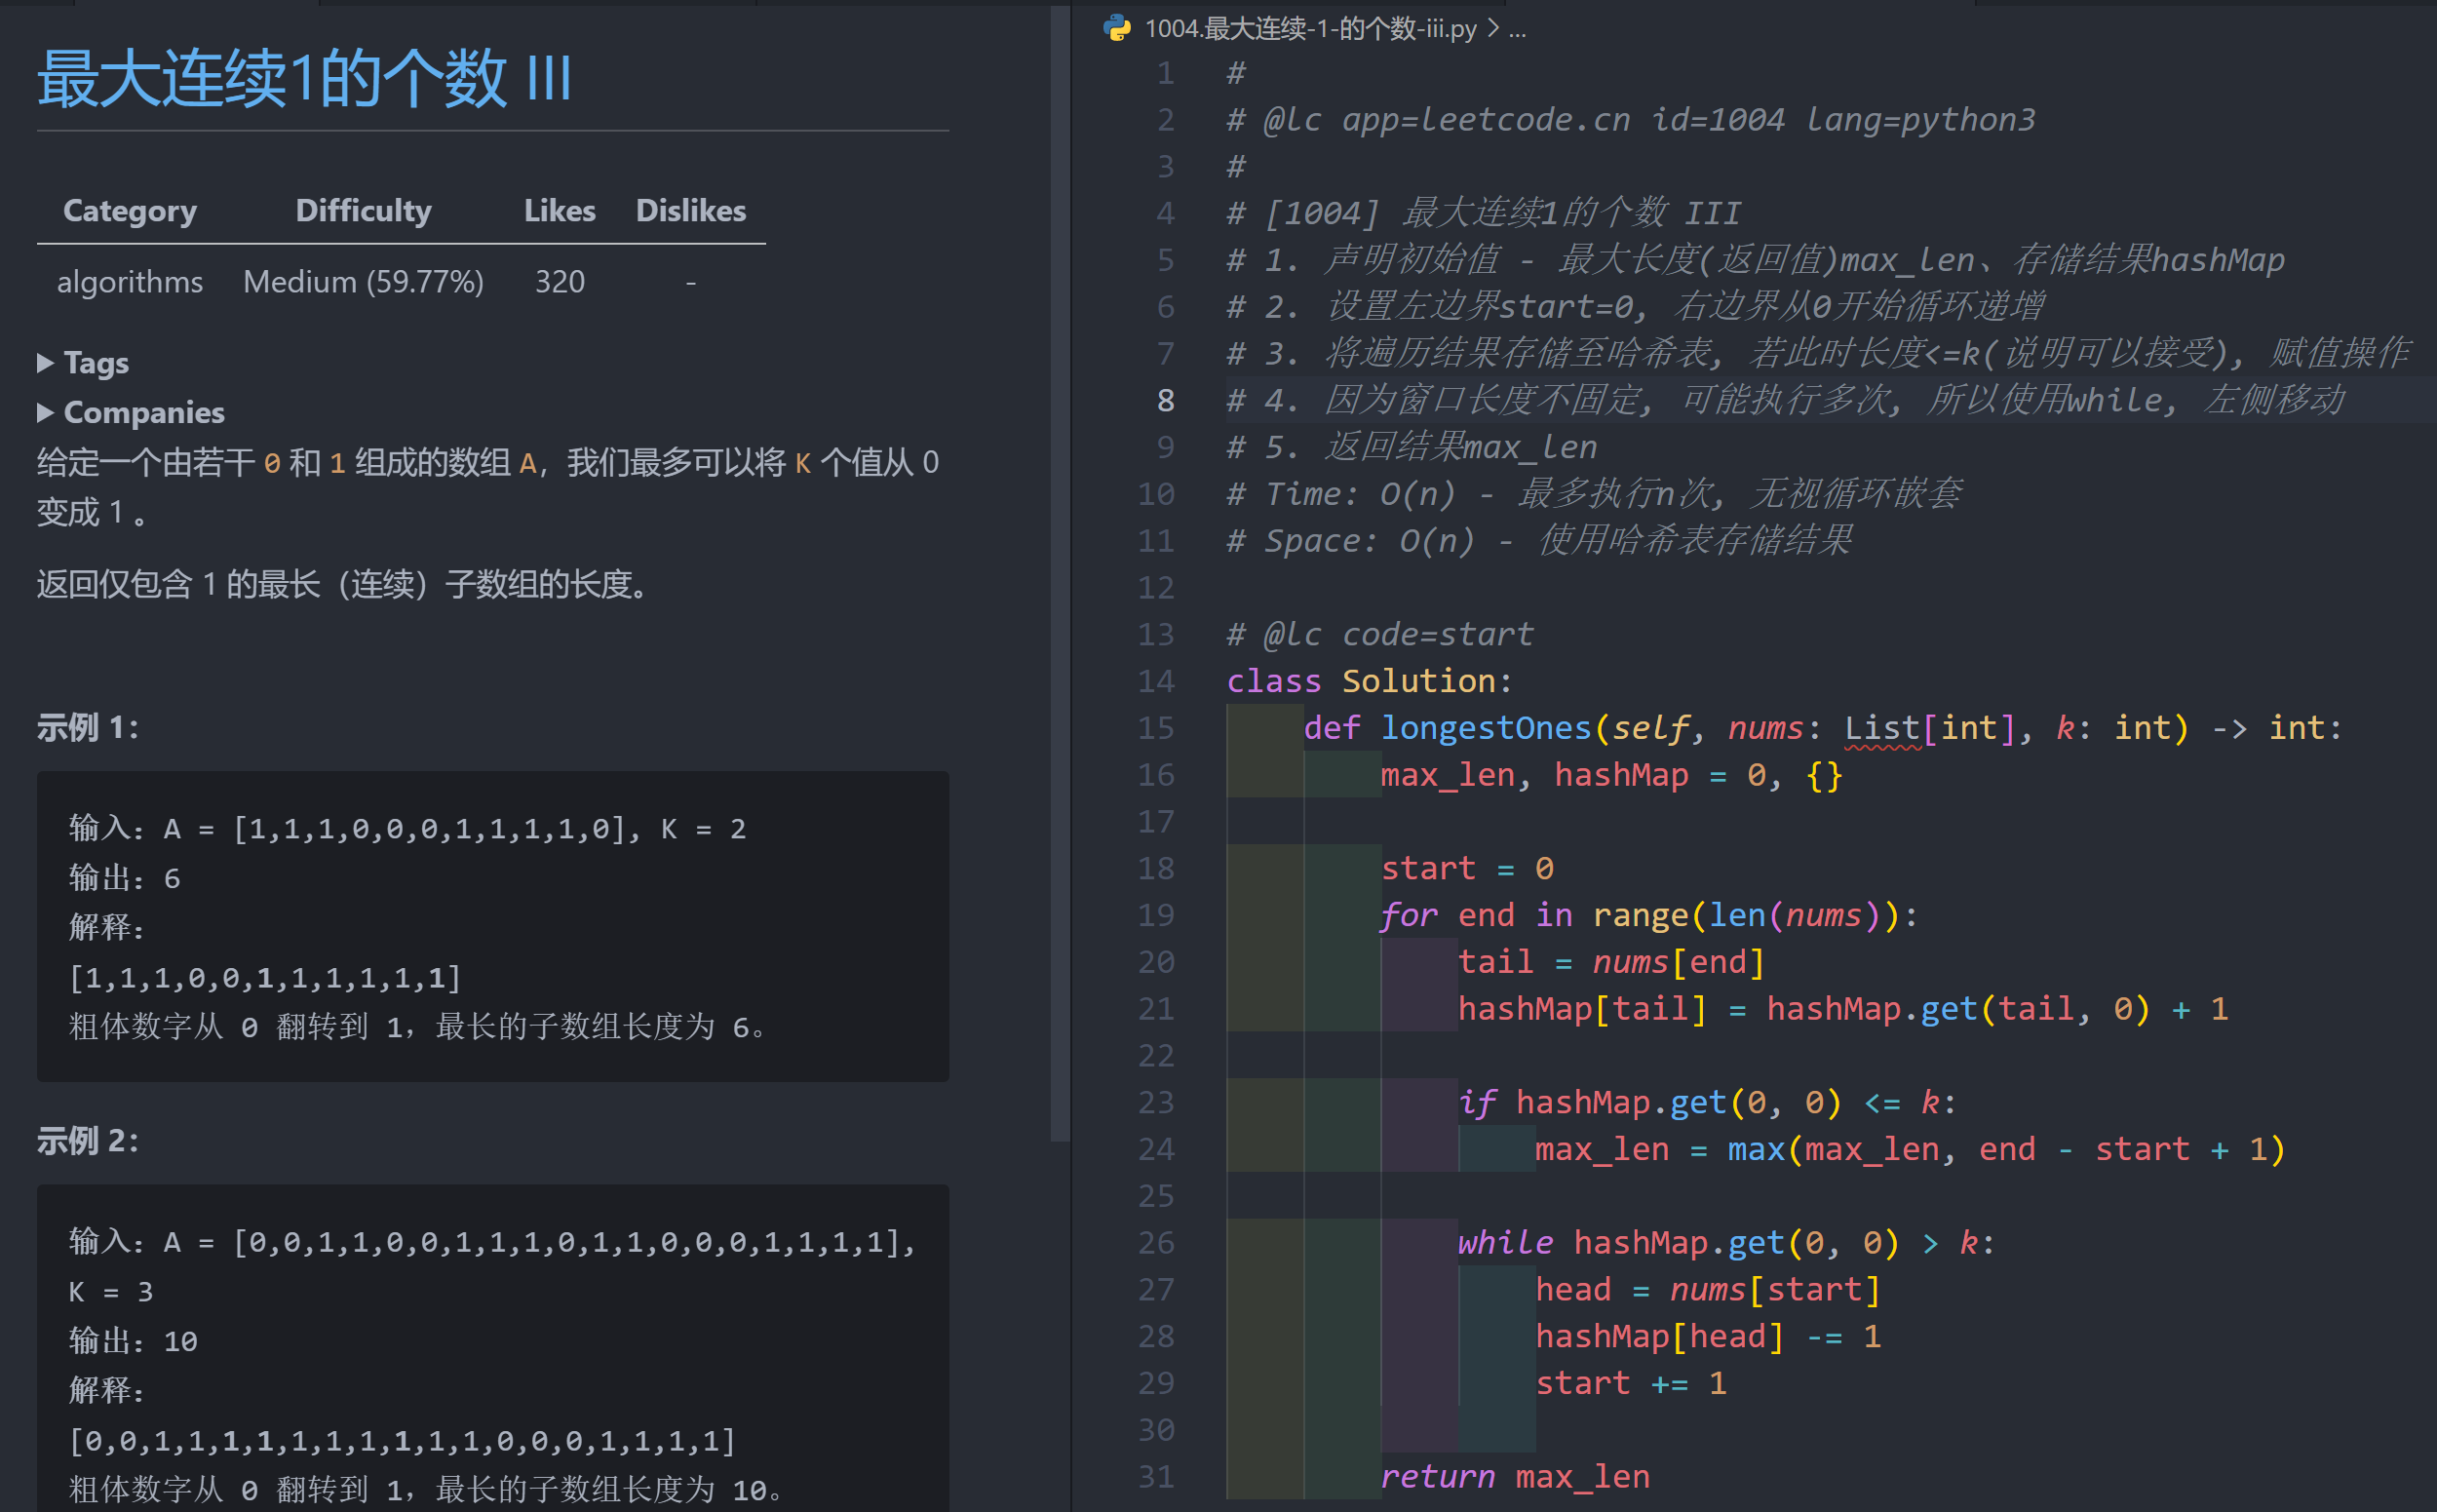 最大连续1的个数 III
Category Difficulty Likes Dislikes
algorithms Medium (59.77%) 320 -
Tags
Companies
给定一个由若干 0 和 1 组成的数组 A，我们最多可以将 K 个值从 0
变成 1 。
返回仅包含 1 的最长（连续）子数组的长度。
示例 1：
输入：A = [1,1,1,0,0,0,1,1,1,1,0], K = 2
输出：6
解释：
[1,1,1,0,0,1,1,1,1,1,1]
粗体数字从 0 翻转到 1，最长的子数组长度为 6。
示例 2：
输入：A = [0,0,1,1,0,0,1,1,1,0,1,1,0,0,0,1,1,1,1],
K = 3
输出：10
解释：
[0,0,1,1,1,1,1,1,1,1,1,1,0,0,0,1,1,1,1]
粗体数字从 0 翻转到 1，最长的子数组长度为 10。
1004.最大连续-1-的个数-iii.py > ...
1 #
2 # @lc app=leetcode.cn id=1004 lang=python3
3 #
4 # [1004] 最大连续1的个数 III
5 # 1. 声明初始值 - 最大长度(返回值)max_len、存储结果hashMap
6 # 2. 设置左边界start=0, 右边界从0开始循环递增
7 # 3. 将遍历结果存储至哈希表, 若此时长度<=k(说明可以接受), 赋值操作
8 # 4. 因为窗口长度不固定, 可能执行多次, 所以使用while, 左侧移动
9 # 5. 返回结果max_len
10 # Time: O(n) - 最多执行n次, 无视循环嵌套
11 # Space: O(n) - 使用哈希表存储结果
12
13 # @lc code=start
14 class Solution:
15     def longestOnes(self, nums: List[int], k: int) -> int:
16         max_len, hashMap = 0, {}
17
18         start = 0
19         for end in range(len(nums)):
20             tail = nums[end]
21             hashMap[tail] = hashMap.get(tail, 0) + 1
22
23             if hashMap.get(0, 0) <= k:
24                 max_len = max(max_len, end - start + 1)
25
26             while hashMap.get(0, 0) > k:
27                 head = nums[start]
28                 hashMap[head] -= 1
29                 start += 1
30
31         return max_len